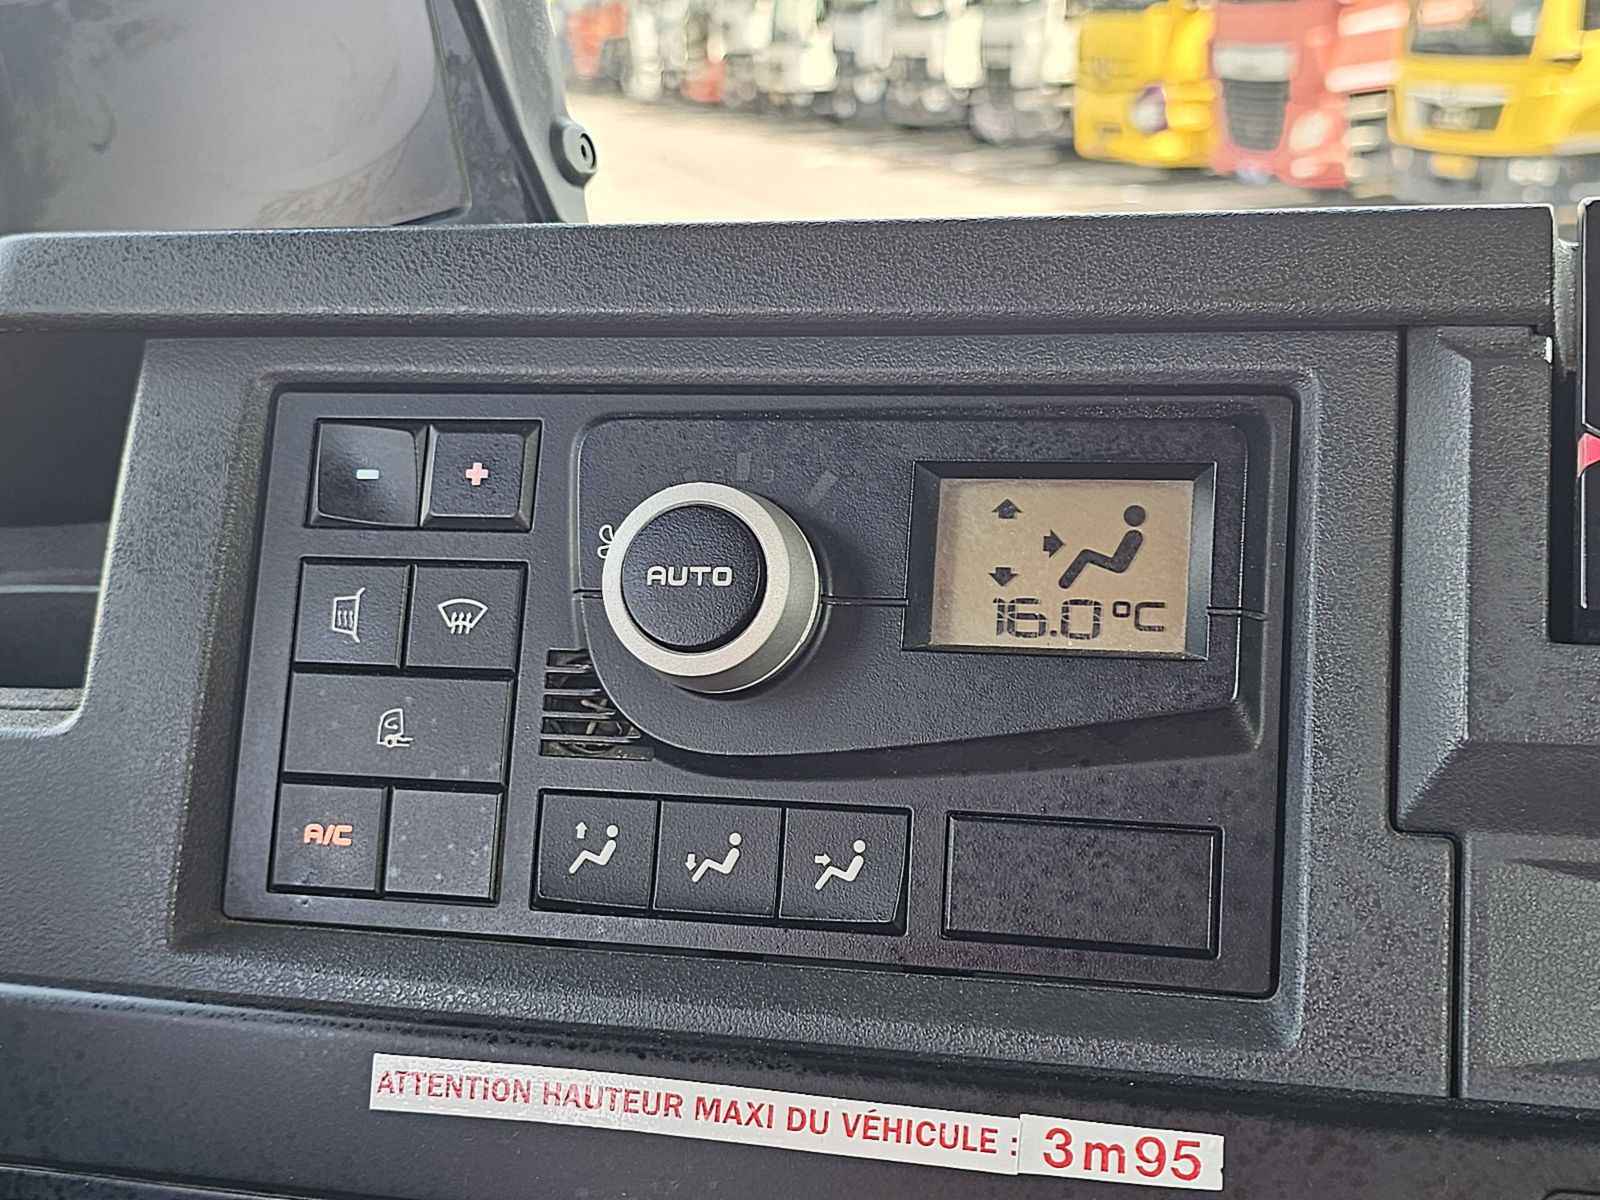 AUTO
16.0°C
A/C
ATTENTION HAUTEUR MAXI DU VÉHICULE : 3m95